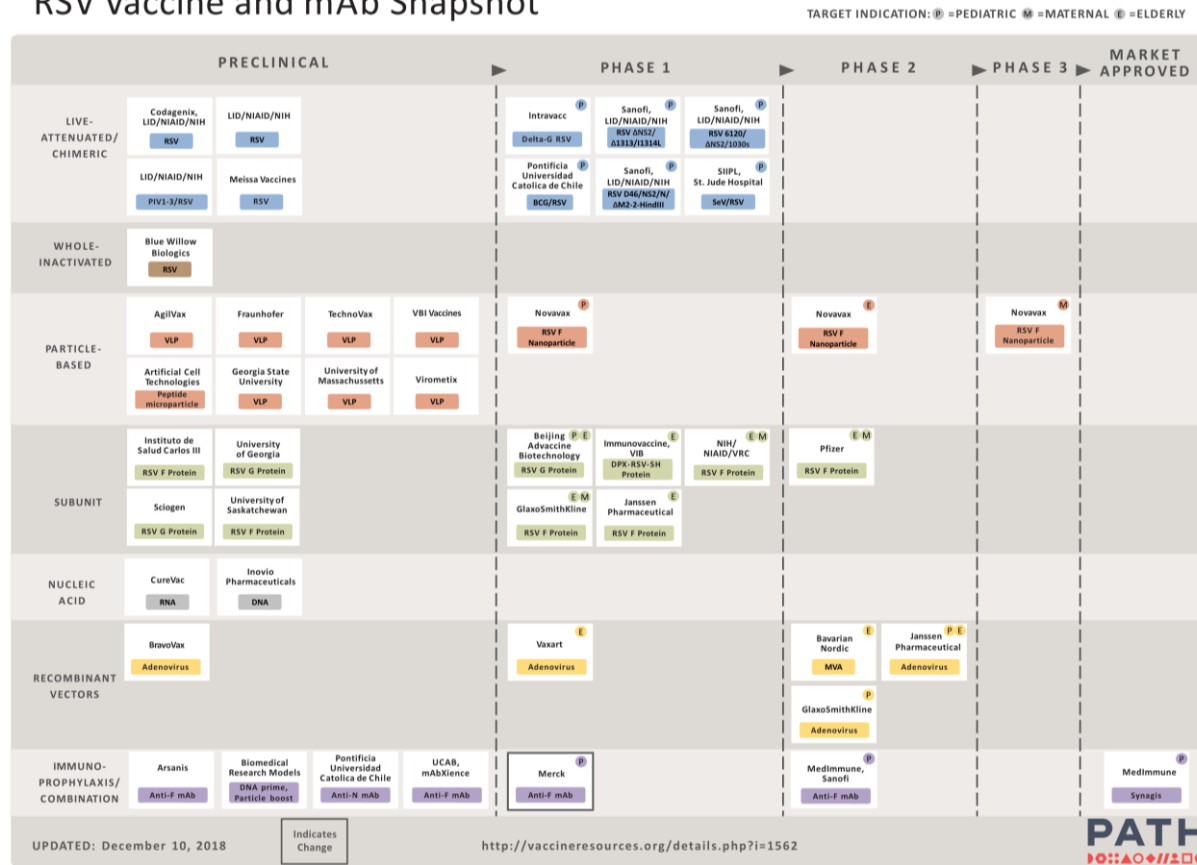 RSV Vaccine and mAb Snapshot
TARGET INDICATION: P =PEDIATRIC M =MATERNAL E =ELDERLY
PRECLINICAL
PHASE 1
PHASE 2
PHASE 3
MARKET
APPROVED
LIVE-
ATTENUATED/
CHIMERIC
Codagenix,
LID/NIAID/NIH
RSV
LID/NIAID/NIH
RSV
LID/NIAID/NIH
PIV1-3/RSV
Meissa Vaccines
RSV
P
Intravacc
Delta-G RSV
P
Sanofi,
LID/NIAID/NIH
RSV ΔNS2/
Δ1313/I1314L
P
Sanofi,
LID/NIAID/NIH
RSV 6120/
ΔNS2/1030s
P
Pontificia
Universidad
Catolica de Chile
BCG/RSV
P
Sanofi,
LID/NIAID/NIH
RSV D46/NS2/N/
ΔM2-2-HindIII
P
SIIPL,
St. Jude Hospital
SeV/RSV
WHOLE-
INACTIVATED
Blue Willow
Biologics
RSV
PARTICLE-
BASED
AgilVax
VLP
Fraunhofer
VLP
TechnoVax
VLP
VBI Vaccines
VLP
Artificial Cell
Technologies
Peptide
microparticle
Georgia State
University
VLP
University of
Massachussetts
VLP
Virometix
VLP
P
Novavax
RSV F
Nanoparticle
E
Novavax
RSV F
Nanoparticle
M
Novavax
RSV F
Nanoparticle
SUBUNIT
Instituto de
Salud Carlos III
RSV F Protein
University
of Georgia
RSV G Protein
Sciogen
RSV G Protein
University of
Saskatchewan
RSV F Protein
Beijing P E
Advaccine
Biotechnology
RSV G Protein
E
Immunovaccine,
VIB
DPX-RSV-SH
Protein
E M
NIH/
NIAID/VRC
RSV F Protein
E M
GlaxoSmithKline
RSV F Protein
E
Janssen
Pharmaceutical
RSV F Protein
E M
Pfizer
RSV F Protein
NUCLEIC
ACID
CureVac
RNA
Inovio
Pharmaceuticals
DNA
RECOMBINANT
VECTORS
BravoVax
Adenovirus
E
Vaxart
Adenovirus
E
Bavarian
Nordic
MVA
P E
Janssen
Pharmaceutical
Adenovirus
P
GlaxoSmithKline
Adenovirus
IMMUNO-
PROPHYLAXIS/
COMBINATION
Arsanis
Anti-F mAb
Biomedical
Research Models
DNA prime,
Particle boost
Pontificia
Universidad
Catolica de Chile
Anti-N mAb
UCAB,
mAbXience
Anti-F mAb
P
Merck
Anti-F mAb
P
MedImmune,
Sanofi
Anti-F mAb
P
MedImmune
Synagis
UPDATED: December 10, 2018
Indicates
Change
http://vaccineresources.org/details.php?i=1562
PATH